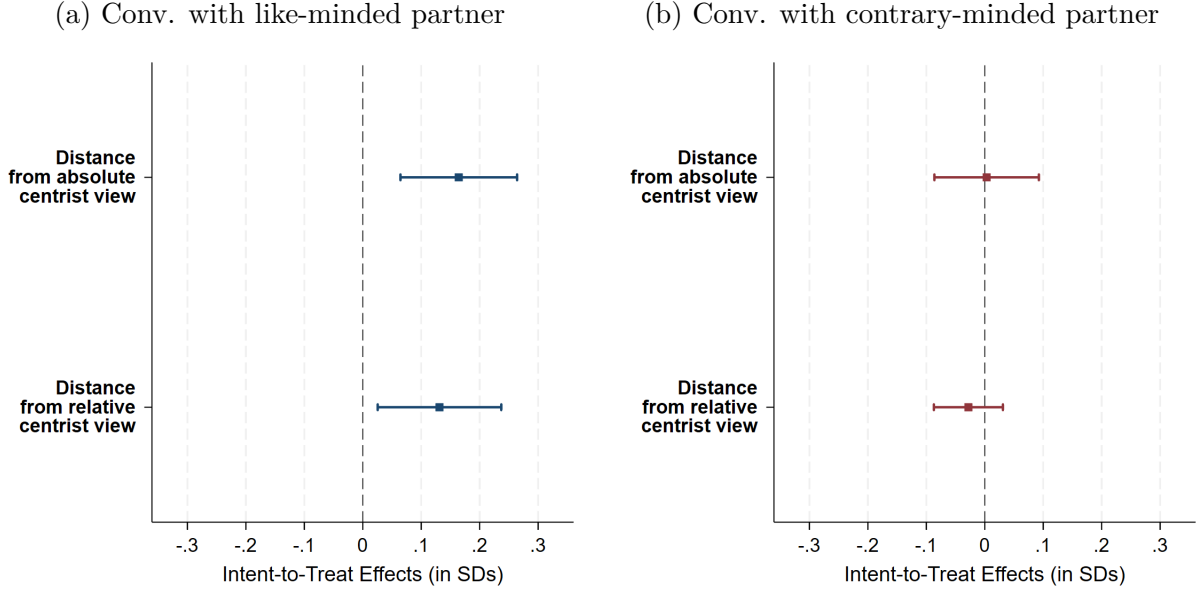 (a) Conv. with like-minded partner
Distance
from absolute
centrist view
Distance
from relative
centrist view
-.3 -.2 -.1 0 .1 .2 .3
Intent-to-Treat Effects (in SDs)
(b) Conv. with contrary-minded partner
Distance
from absolute
centrist view
Distance
from relative
centrist view
-.3 -.2 -.1 0 .1 .2 .3
Intent-to-Treat Effects (in SDs)